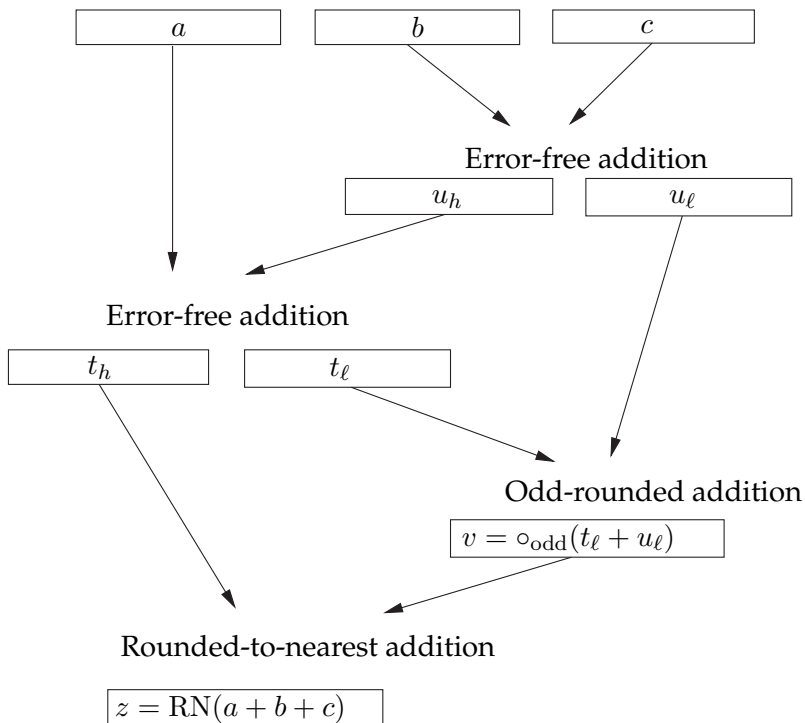 a b c
Error-free addition
u_h u_ℓ
Error-free addition
t_h t_ℓ
Odd-rounded addition
v = ∘_odd(t_ℓ + u_ℓ)
Rounded-to-nearest addition
z = RN(a + b + c)